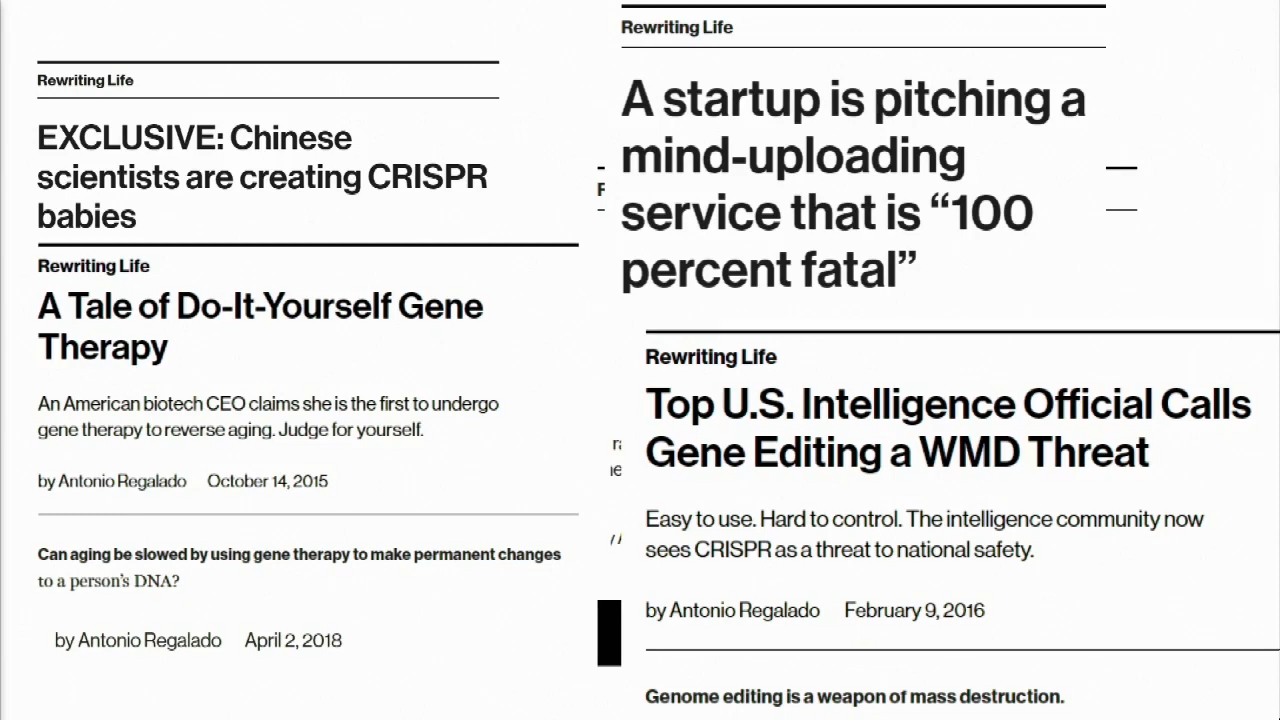 Rewriting Life
EXCLUSIVE: Chinese
scientists are creating CRISPR
babies
Rewriting Life
A Tale of Do-It-Yourself Gene
Therapy
An American biotech CEO claims she is the first to undergo
gene therapy to reverse aging. Judge for yourself.
by Antonio Regalado October 14, 2015
Can aging be slowed by using gene therapy to make permanent changes
to a person's DNA?
by Antonio Regalado April 2, 2018
Rewriting Life
A startup is pitching a
mind-uploading
service that is “100
percent fatal”
Rewriting Life
Top U.S. Intelligence Official Calls
Gene Editing a WMD Threat
Easy to use. Hard to control. The intelligence community now
sees CRISPR as a threat to national safety.
by Antonio Regalado February 9, 2016
Genome editing is a weapon of mass destruction.